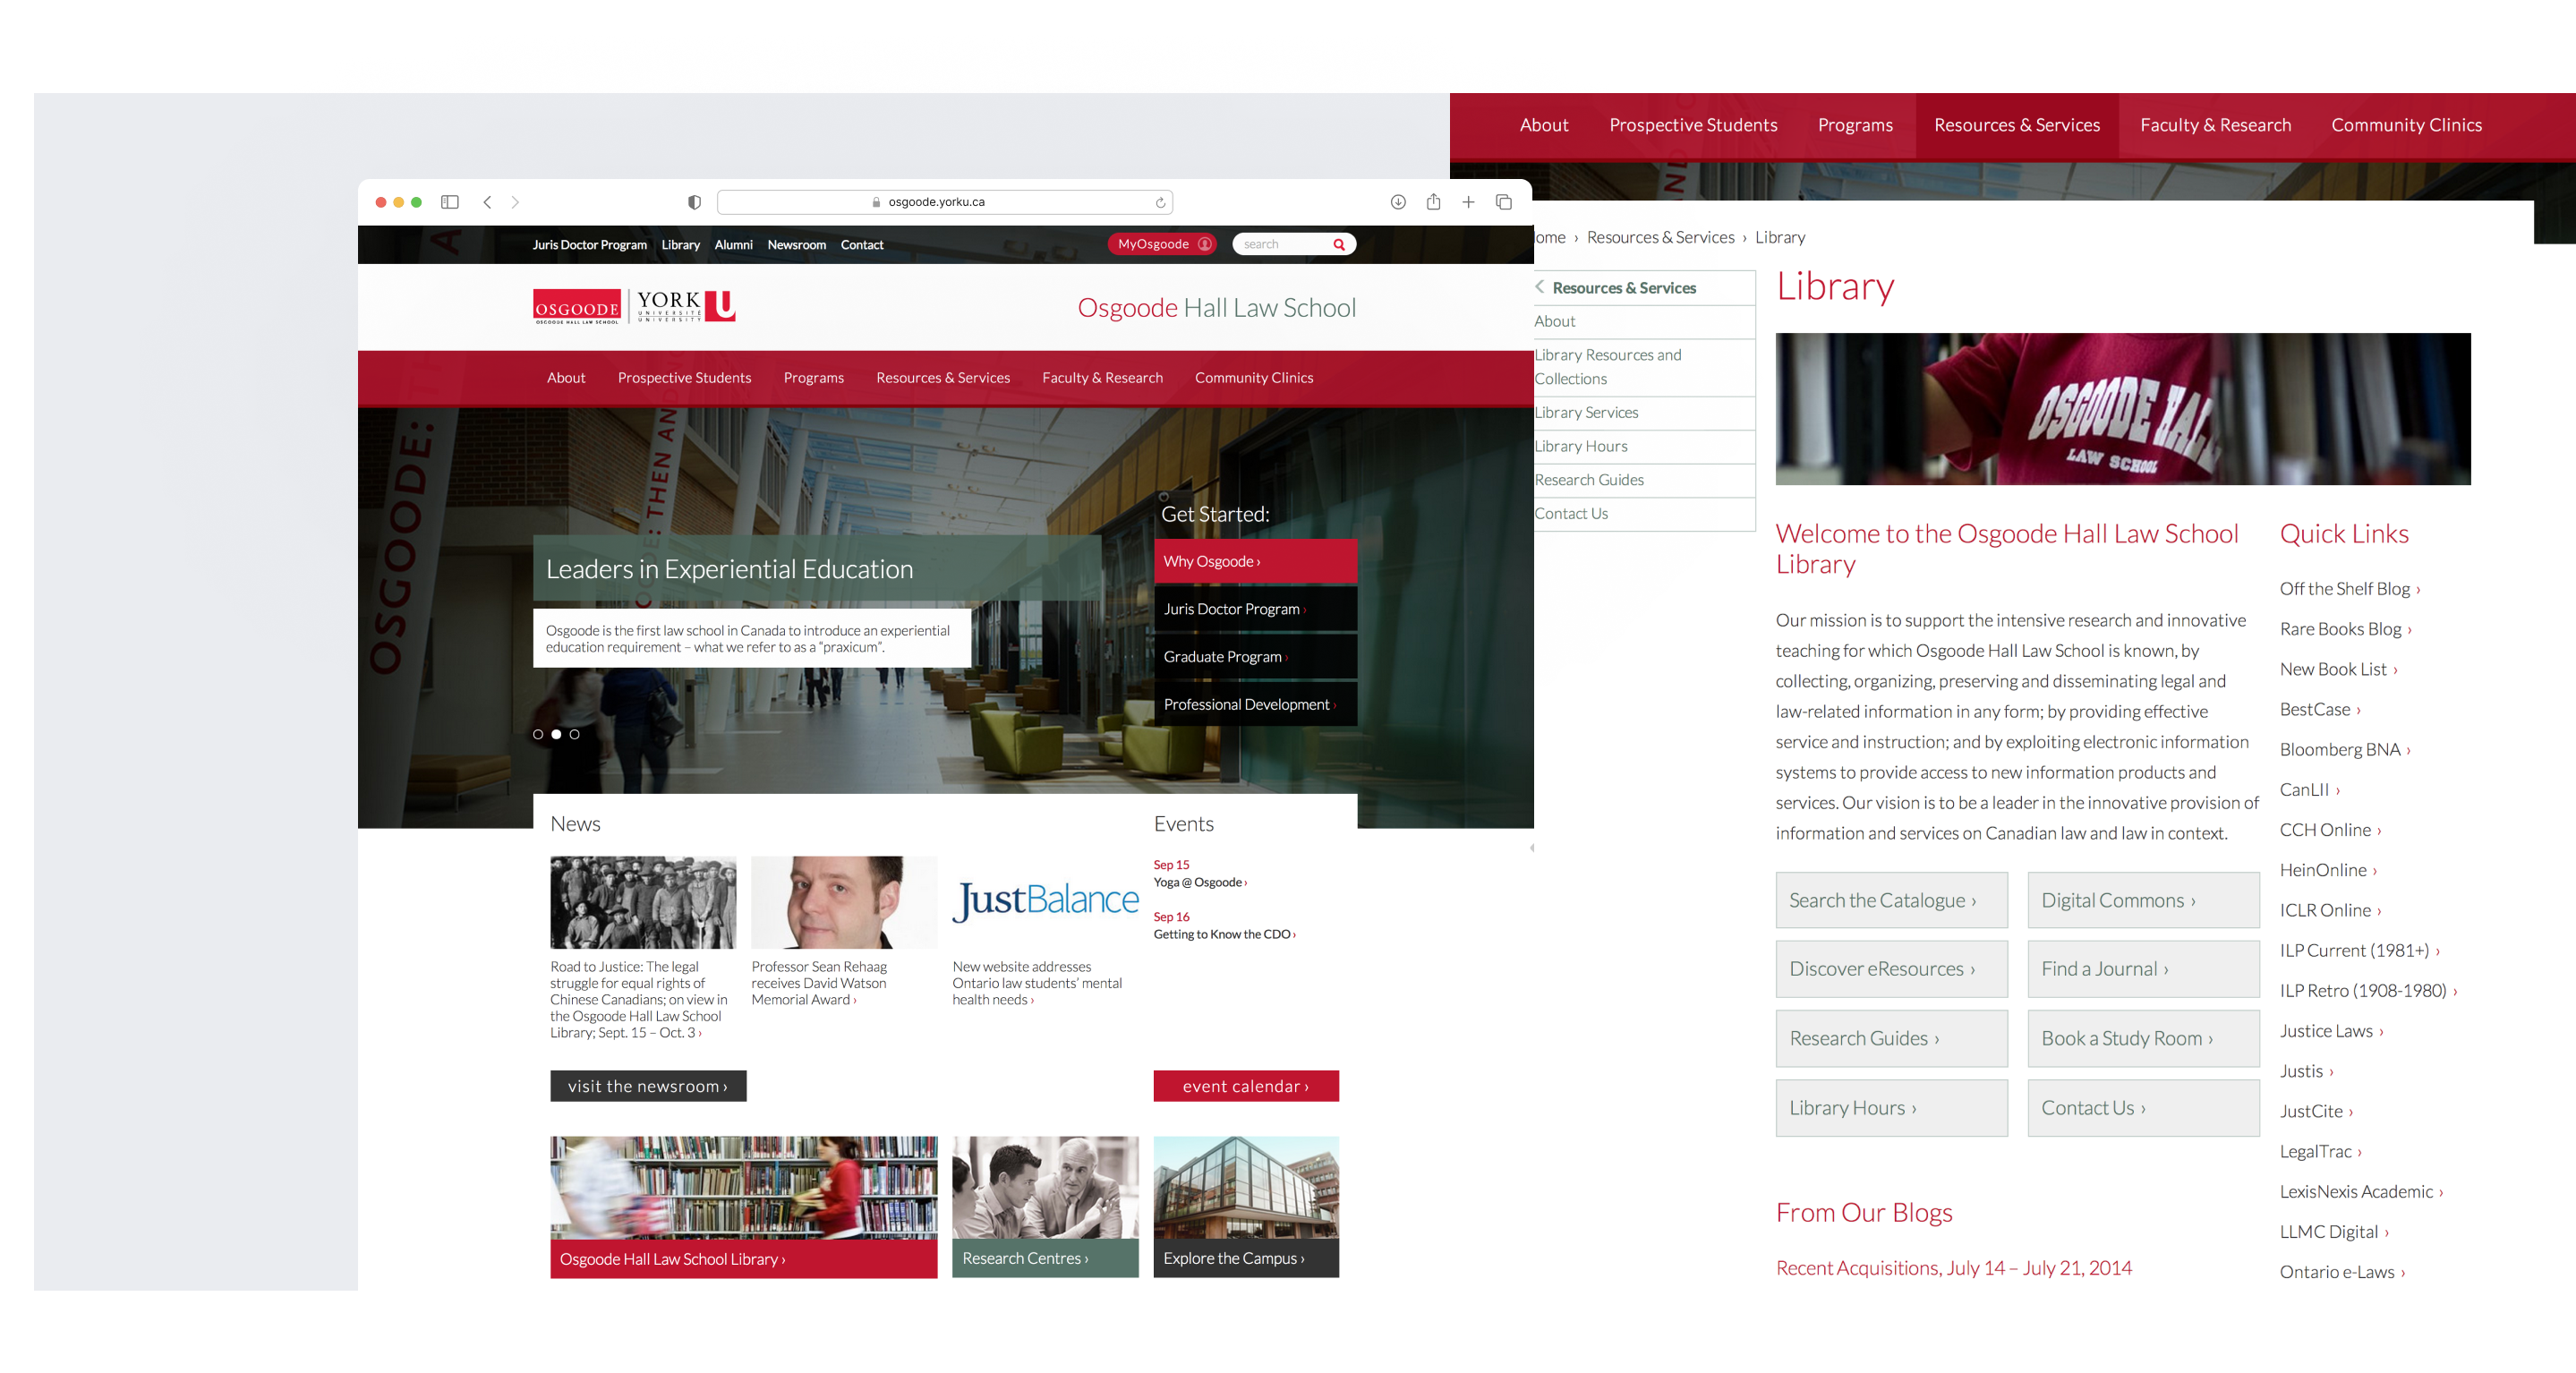 osgoode.yorku.ca
Juris Doctor Program Library Alumni Newsroom Contact
MyOsgoode search
OSGOODE
OSGOODE HALL LAW SCHOOL
YORK
UNIVERSITÉ
UNIVERSITY
U
Osgoode Hall Law School
About Prospective Students Programs Resources & Services Faculty & Research Community Clinics
OSGOODE:
THEN AND
Leaders in Experiential Education
Osgoode is the first law school in Canada to introduce an experiential
education requirement – what we refer to as a “praxicum”.
Get Started:
Why Osgoode ›
Juris Doctor Program ›
Graduate Program ›
Professional Development ›
News
Road to Justice: The legal
struggle for equal rights of
Chinese Canadians; on view in
the Osgoode Hall Law School
Library; Sept. 15 – Oct. 3 ›
Professor Sean Rehaag
receives David Watson
Memorial Award ›
JustBalance
New website addresses
Ontario law students’ mental
health needs ›
Events
Sep 15
Yoga @ Osgoode ›
Sep 16
Getting to Know the CDO ›
visit the newsroom ›
event calendar ›
Osgoode Hall Law School Library ›
Research Centres ›
Explore the Campus ›
About Prospective Students Programs Resources & Services Faculty & Research Community Clinics
ome › Resources & Services › Library
Resources & Services
About
Library Resources and
Collections
Library Services
Library Hours
Research Guides
Contact Us
Library
OSGOODE HALL
LAW SCHOOL
Welcome to the Osgoode Hall Law School
Library
Our mission is to support the intensive research and innovative
teaching for which Osgoode Hall Law School is known, by
collecting, organizing, preserving and disseminating legal and
law-related information in any form; by providing effective
service and instruction; and by exploiting electronic information
systems to provide access to new information products and
services. Our vision is to be a leader in the innovative provision of
information and services on Canadian law and law in context.
Search the Catalogue ›
Digital Commons ›
Discover eResources ›
Find a Journal ›
Research Guides ›
Book a Study Room ›
Library Hours ›
Contact Us ›
From Our Blogs
Recent Acquisitions, July 14 – July 21, 2014
Quick Links
Off the Shelf Blog ›
Rare Books Blog ›
New Book List ›
BestCase ›
Bloomberg BNA ›
CanLII ›
CCH Online ›
HeinOnline ›
ICLR Online ›
ILP Current (1981+) ›
ILP Retro (1908-1980) ›
Justice Laws ›
Justis ›
JustCite ›
LegalTrac ›
LexisNexis Academic ›
LLMC Digital ›
Ontario e-Laws ›